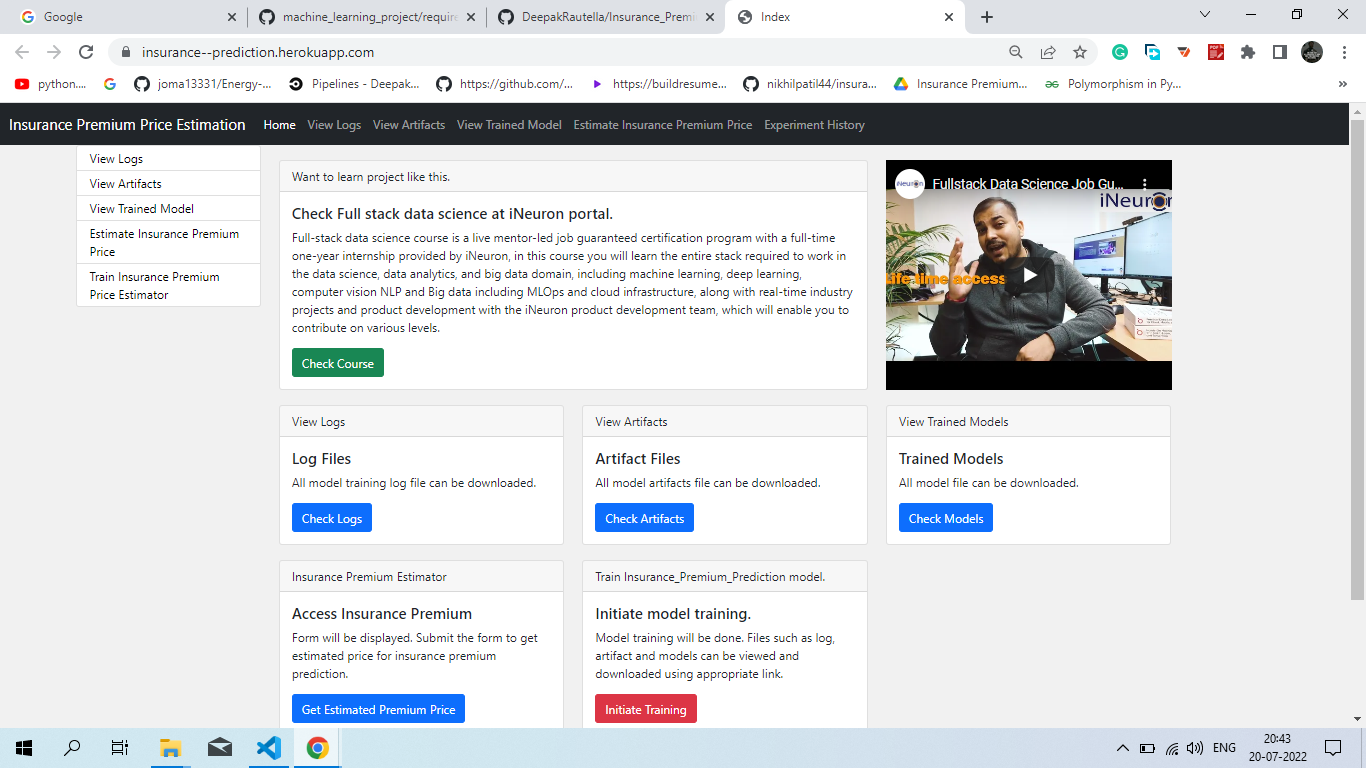 Google
machine_learning_project/require
DeepakRautella/Insurance_Premi
Index
insurance--prediction.herokuapp.com
python....
joma13331/Energy-...
Pipelines - Deepak...
https://github.com/...
https://buildresume...
nikhilpatil44/insura...
Insurance Premium...
Polymorphism in Py...
»
Insurance Premium Price Estimation
Home
View Logs
View Artifacts
View Trained Model
Estimate Insurance Premium Price
Experiment History
View Logs
View Artifacts
View Trained Model
Estimate Insurance Premium
Price
Train Insurance Premium
Price Estimator
Want to learn project like this.
Check Full stack data science at iNeuron portal.
Full-stack data science course is a live mentor-led job guaranteed certification program with a full-time
one-year internship provided by iNeuron, in this course you will learn the entire stack required to work in
the data science, data analytics, and big data domain, including machine learning, deep learning,
computer vision NLP and Big data including MLOps and cloud infrastructure, along with real-time industry
projects and product development with the iNeuron product development team, which will enable you to
contribute on various levels.
Check Course
iNeuron
Fullstack Data Science Job Gu...
iNeuron
Life time access
View Logs
Log Files
All model training log file can be downloaded.
Check Logs
View Artifacts
Artifact Files
All model artifacts file can be downloaded.
Check Artifacts
View Trained Models
Trained Models
All model file can be downloaded.
Check Models
Insurance Premium Estimator
Access Insurance Premium
Form will be displayed. Submit the form to get
estimated price for insurance premium
prediction.
Get Estimated Premium Price
Train Insurance_Premium_Prediction model.
Initiate model training.
Model training will be done. Files such as log,
artifact and models can be viewed and
downloaded using appropriate link.
Initiate Training
ENG
20:43
20-07-2022